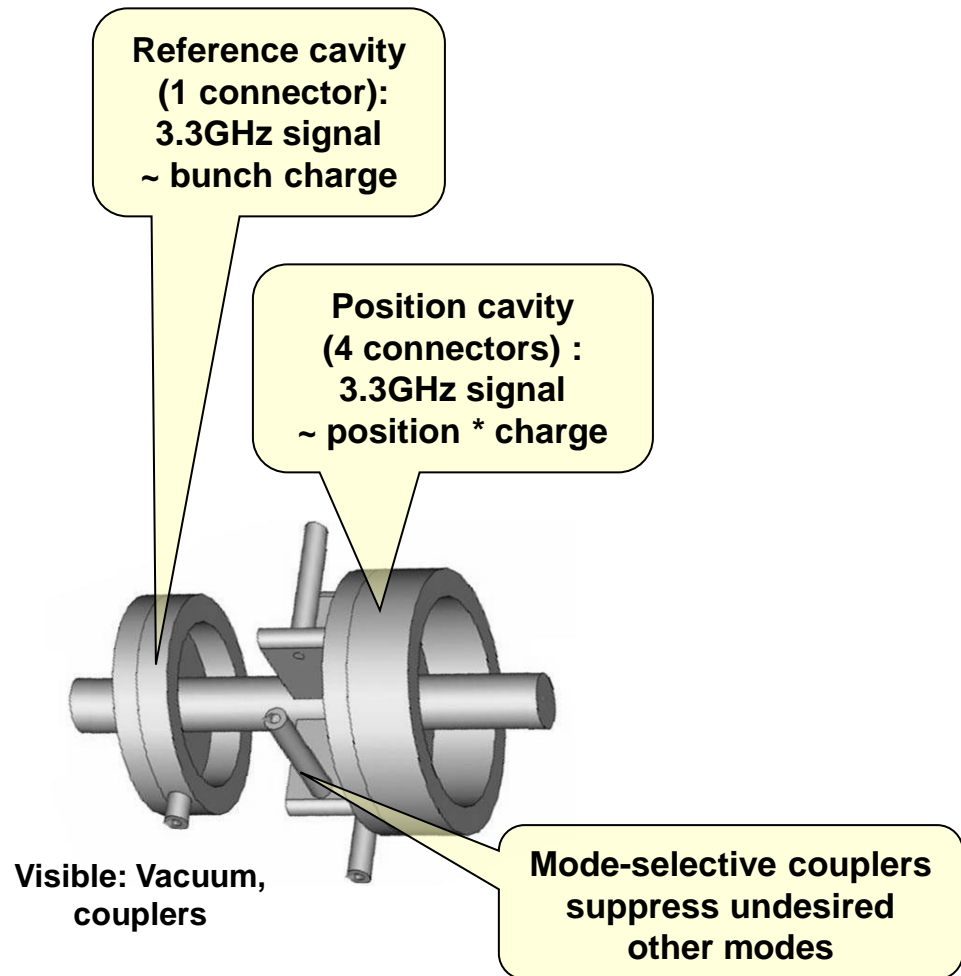 Reference cavity
(1 connector):
3.3GHz signal
~ bunch charge
Position cavity
(4 connectors) :
3.3GHz signal
~ position * charge
Visible: Vacuum,
couplers
Mode-selective couplers
suppress undesired
other modes